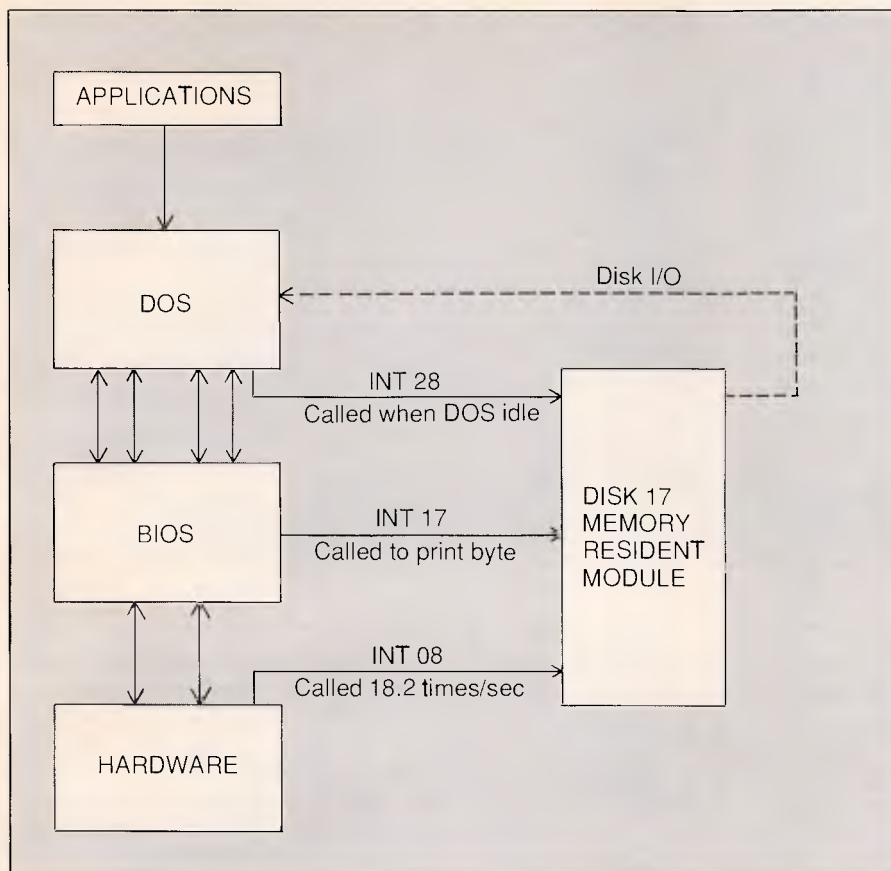 APPLICATIONS
DOS
Disk I/O
INT 28
Called when DOS idle
BIOS
INT 17
Called to print byte
DISK 17
MEMORY
RESIDENT
MODULE
INT 08
Called 18.2 times/sec
HARDWARE